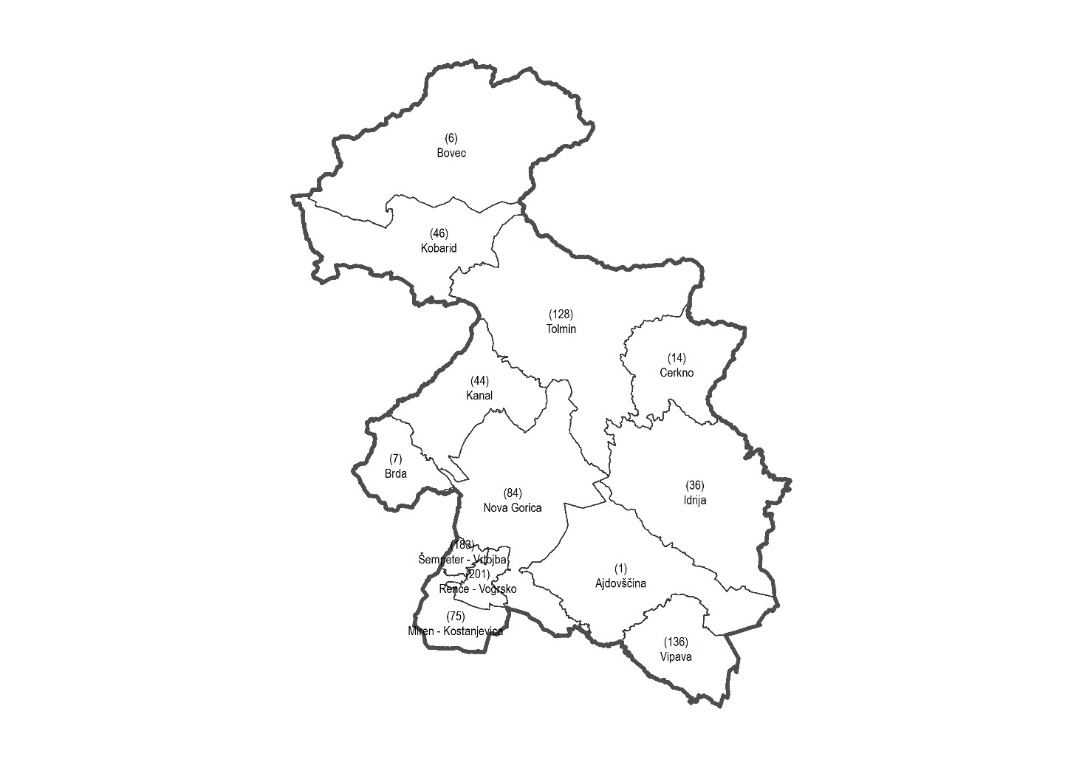 (6)
Bovec
(46)
Kobarid
(128)
Tolmin
(14)
Cerkno
(44)
Kanal
(7)
Brda
(36)
Idrija
(84)
Nova Gorica
(183)
Šempeter - Vrtojba
(201)
Renče - Vogrsko
(1)
Ajdovščina
(75)
Miren - Kostanjevica
(136)
Vipava